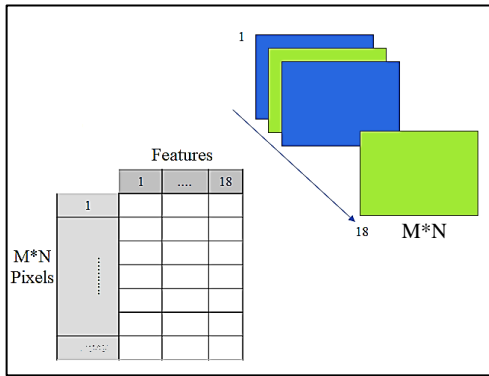 1
18
M*N
Features
1 .... 18
1
M*N
Pixels
........